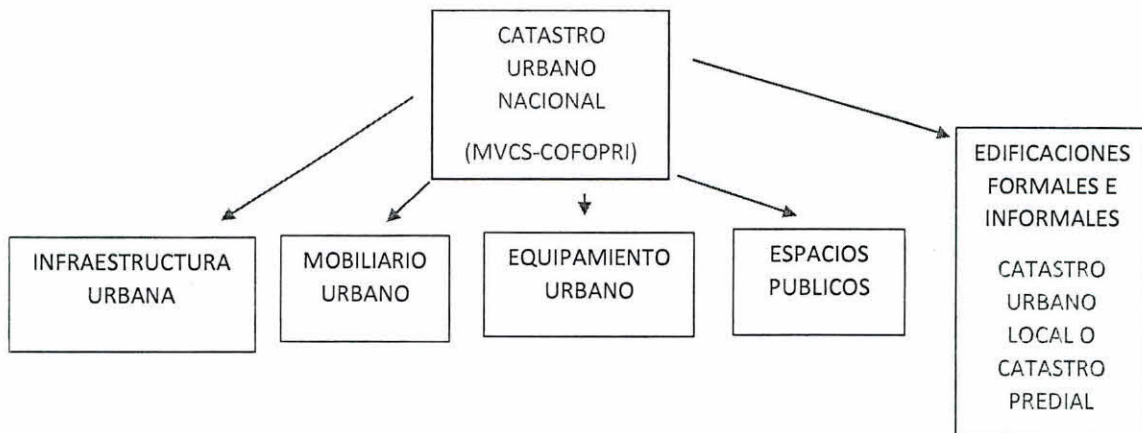 CATASTRO
URBANO
NACIONAL
(MVCS-COFOPRI)
INFRAESTRUCTURA
URBANA
MOBILIARIO
URBANO
EQUIPAMIENTO
URBANO
ESPACIOS
PUBLICOS
EDIFICACIONES
FORMALES E
INFORMALES
CATASTRO
URBANO
LOCAL O
CATASTRO
PREDIAL